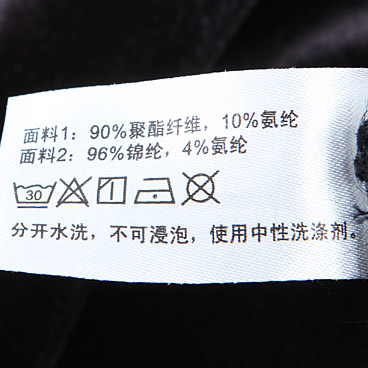 面料1：90%聚酯纤维，10%氨纶
面料2：96%锦纶，4%氨纶
30
分开水洗，不可浸泡，使用中性洗涤剂。